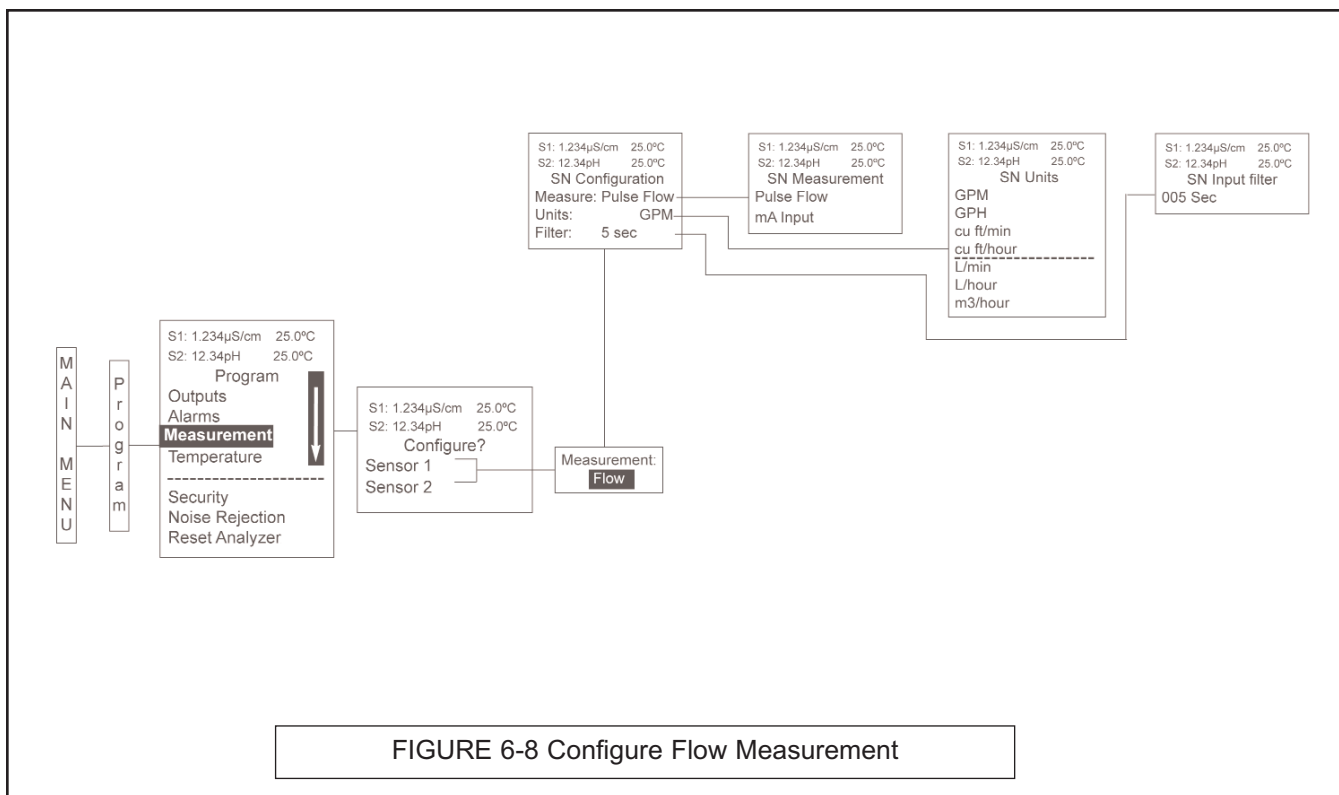 MAIN MENU
Program
S1: 1.234µS/cm 25.0ºC
S2: 12.34pH 25.0ºC
Program
Outputs
Alarms
Measurement
Temperature
Security
Noise Rejection
Reset Analyzer
S1: 1.234µS/cm 25.0ºC
S2: 12.34pH 25.0ºC
Configure?
Sensor 1
Sensor 2
Measurement:
Flow
S1: 1.234µS/cm 25.0ºC
S2: 12.34pH 25.0ºC
SN Configuration
Measure: Pulse Flow
Units: GPM
Filter: 5 sec
S1: 1.234µS/cm 25.0ºC
S2: 12.34pH 25.0ºC
SN Measurement
Pulse Flow
mA Input
S1: 1.234µS/cm 25.0ºC
S2: 12.34pH 25.0ºC
SN Units
GPM
GPH
cu ft/min
cu ft/hour
L/min
L/hour
m3/hour
S1: 1.234µS/cm 25.0ºC
S2: 12.34pH 25.0ºC
SN Input filter
005 Sec
FIGURE 6-8 Configure Flow Measurement